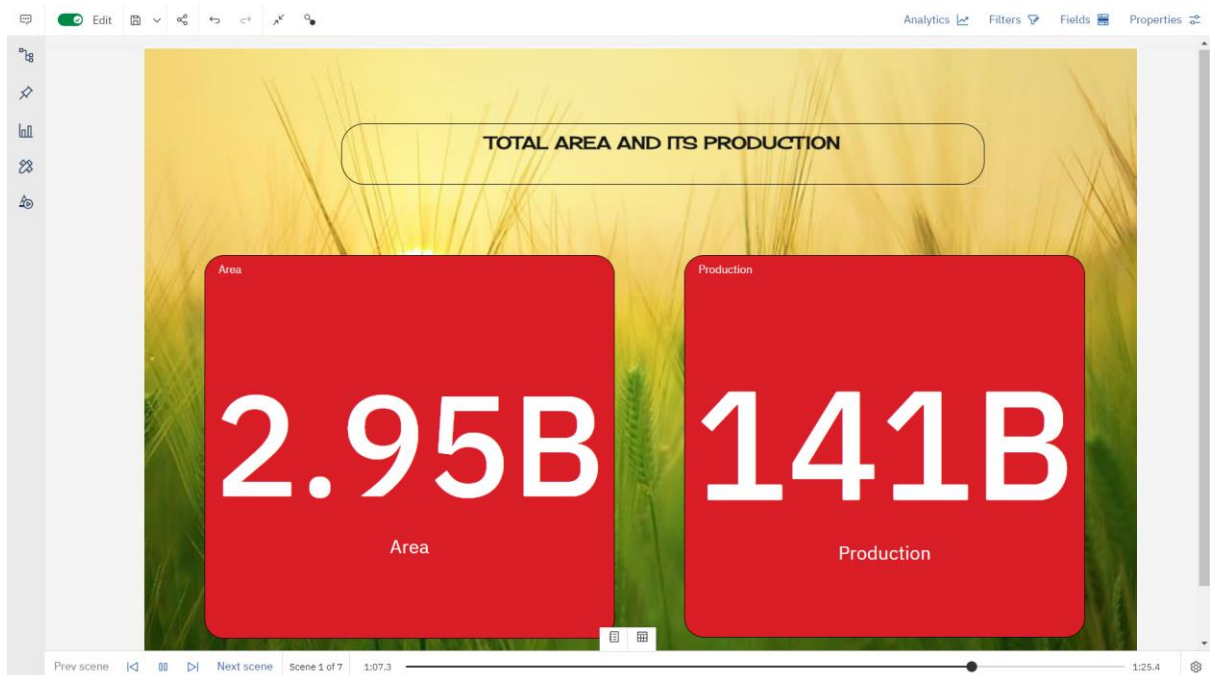 Edit
Analytics Filters Fields Properties
TOTAL AREA AND ITS PRODUCTION
Area
2.95B
Area
Production
141B
Production
Prev scene Next scene Scene 1 of 7 1:07.3 1:25.4